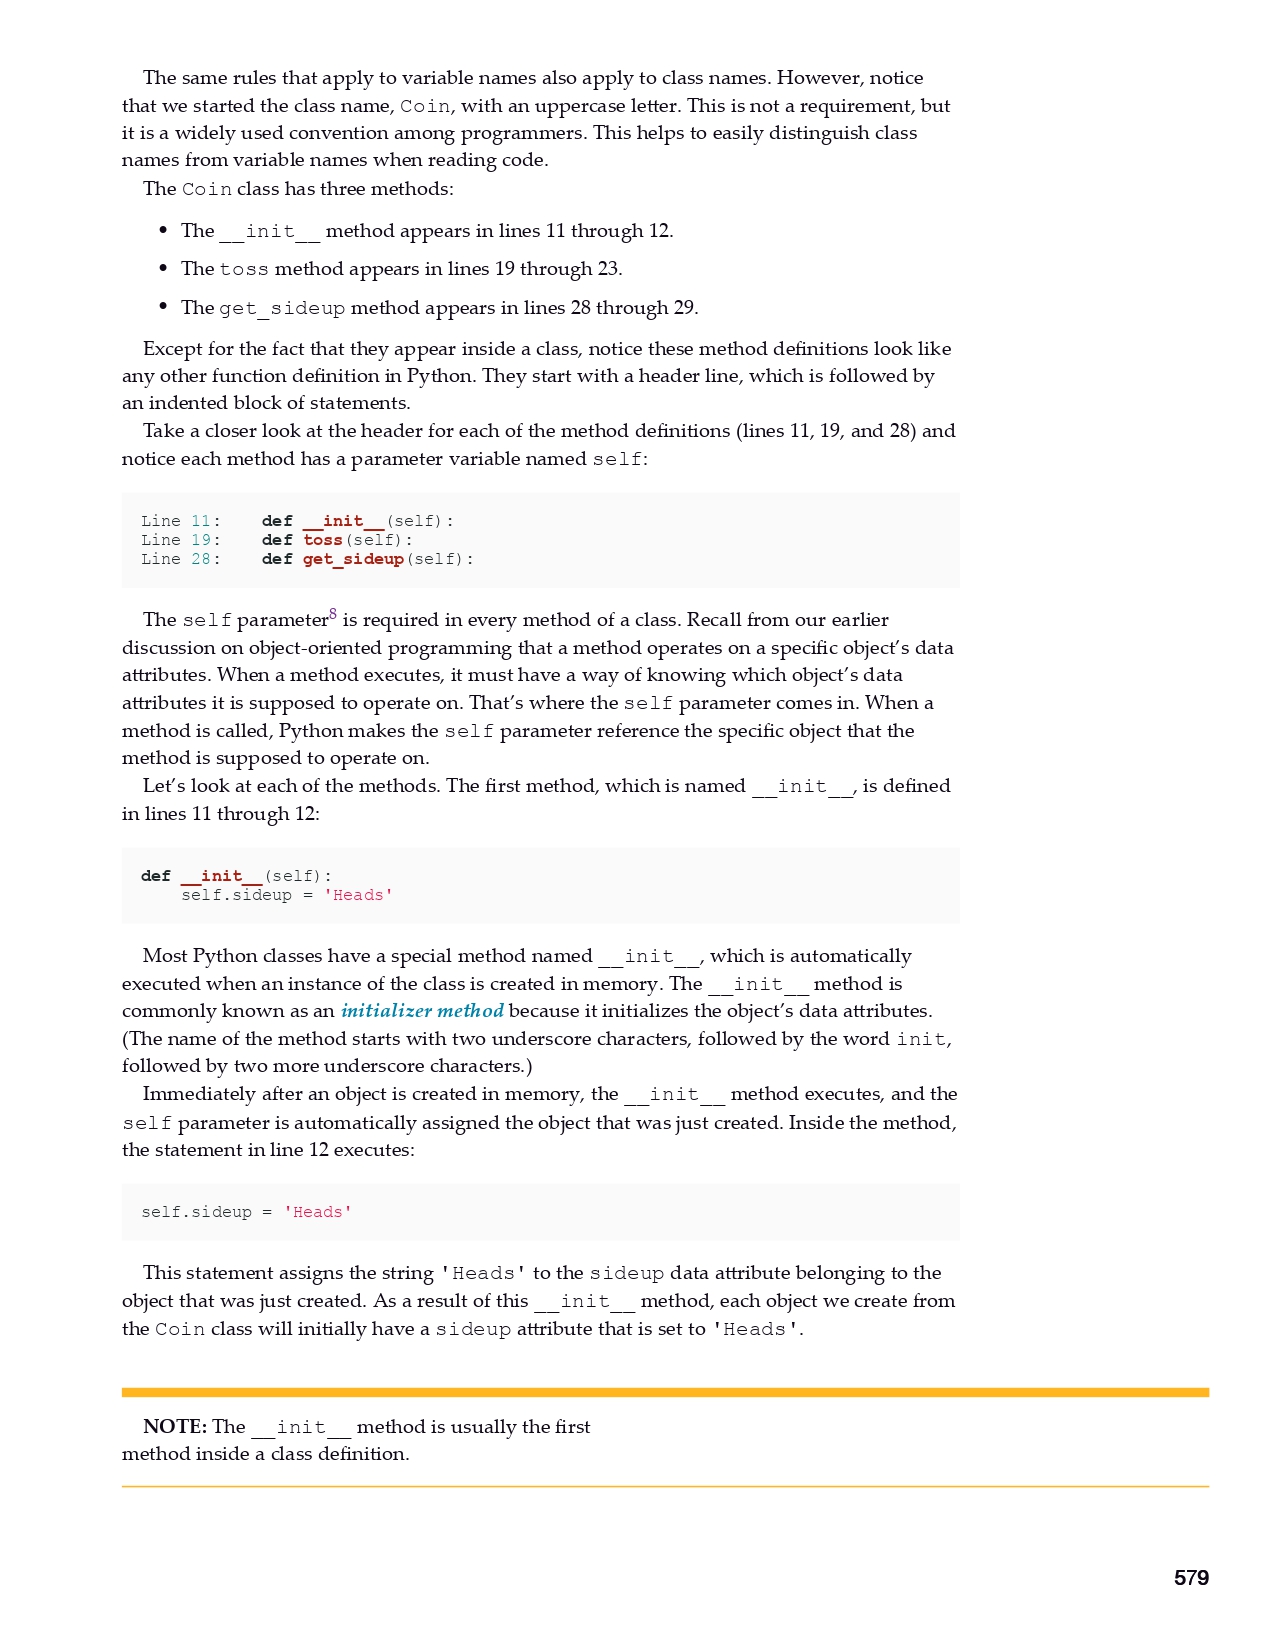 The same rules that apply to variable names also apply to class names. However, notice
that we started the class name, Coin, with an uppercase letter. This is not a requirement, but
it is a widely used convention among programmers. This helps to easily distinguish class
names from variable names when reading code.
The Coin class has three methods:
• The __init__ method appears in lines 11 through 12.
• The toss method appears in lines 19 through 23.
• The get_sideup method appears in lines 28 through 29.
Except for the fact that they appear inside a class, notice these method definitions look like
any other function definition in Python. They start with a header line, which is followed by
an indented block of statements.
Take a closer look at the header for each of the method definitions (lines 11, 19, and 28) and
notice each method has a parameter variable named self:
Line 11:    def __init__(self):
Line 19:    def toss(self):
Line 28:    def get_sideup(self):
The self parameter8 is required in every method of a class. Recall from our earlier
discussion on object-oriented programming that a method operates on a specific object’s data
attributes. When a method executes, it must have a way of knowing which object’s data
attributes it is supposed to operate on. That’s where the self parameter comes in. When a
method is called, Python makes the self parameter reference the specific object that the
method is supposed to operate on.
Let’s look at each of the methods. The first method, which is named __init__, is defined
in lines 11 through 12:
def __init__(self):
    self.sideup = 'Heads'
Most Python classes have a special method named __init__, which is automatically
executed when an instance of the class is created in memory. The __init__ method is
commonly known as an initializer method because it initializes the object’s data attributes.
(The name of the method starts with two underscore characters, followed by the word init,
followed by two more underscore characters.)
Immediately after an object is created in memory, the __init__ method executes, and the
self parameter is automatically assigned the object that was just created. Inside the method,
the statement in line 12 executes:
self.sideup = 'Heads'
This statement assigns the string 'Heads' to the sideup data attribute belonging to the
object that was just created. As a result of this __init__ method, each object we create from
the Coin class will initially have a sideup attribute that is set to 'Heads'.
NOTE: The __init__ method is usually the first
method inside a class definition.
579